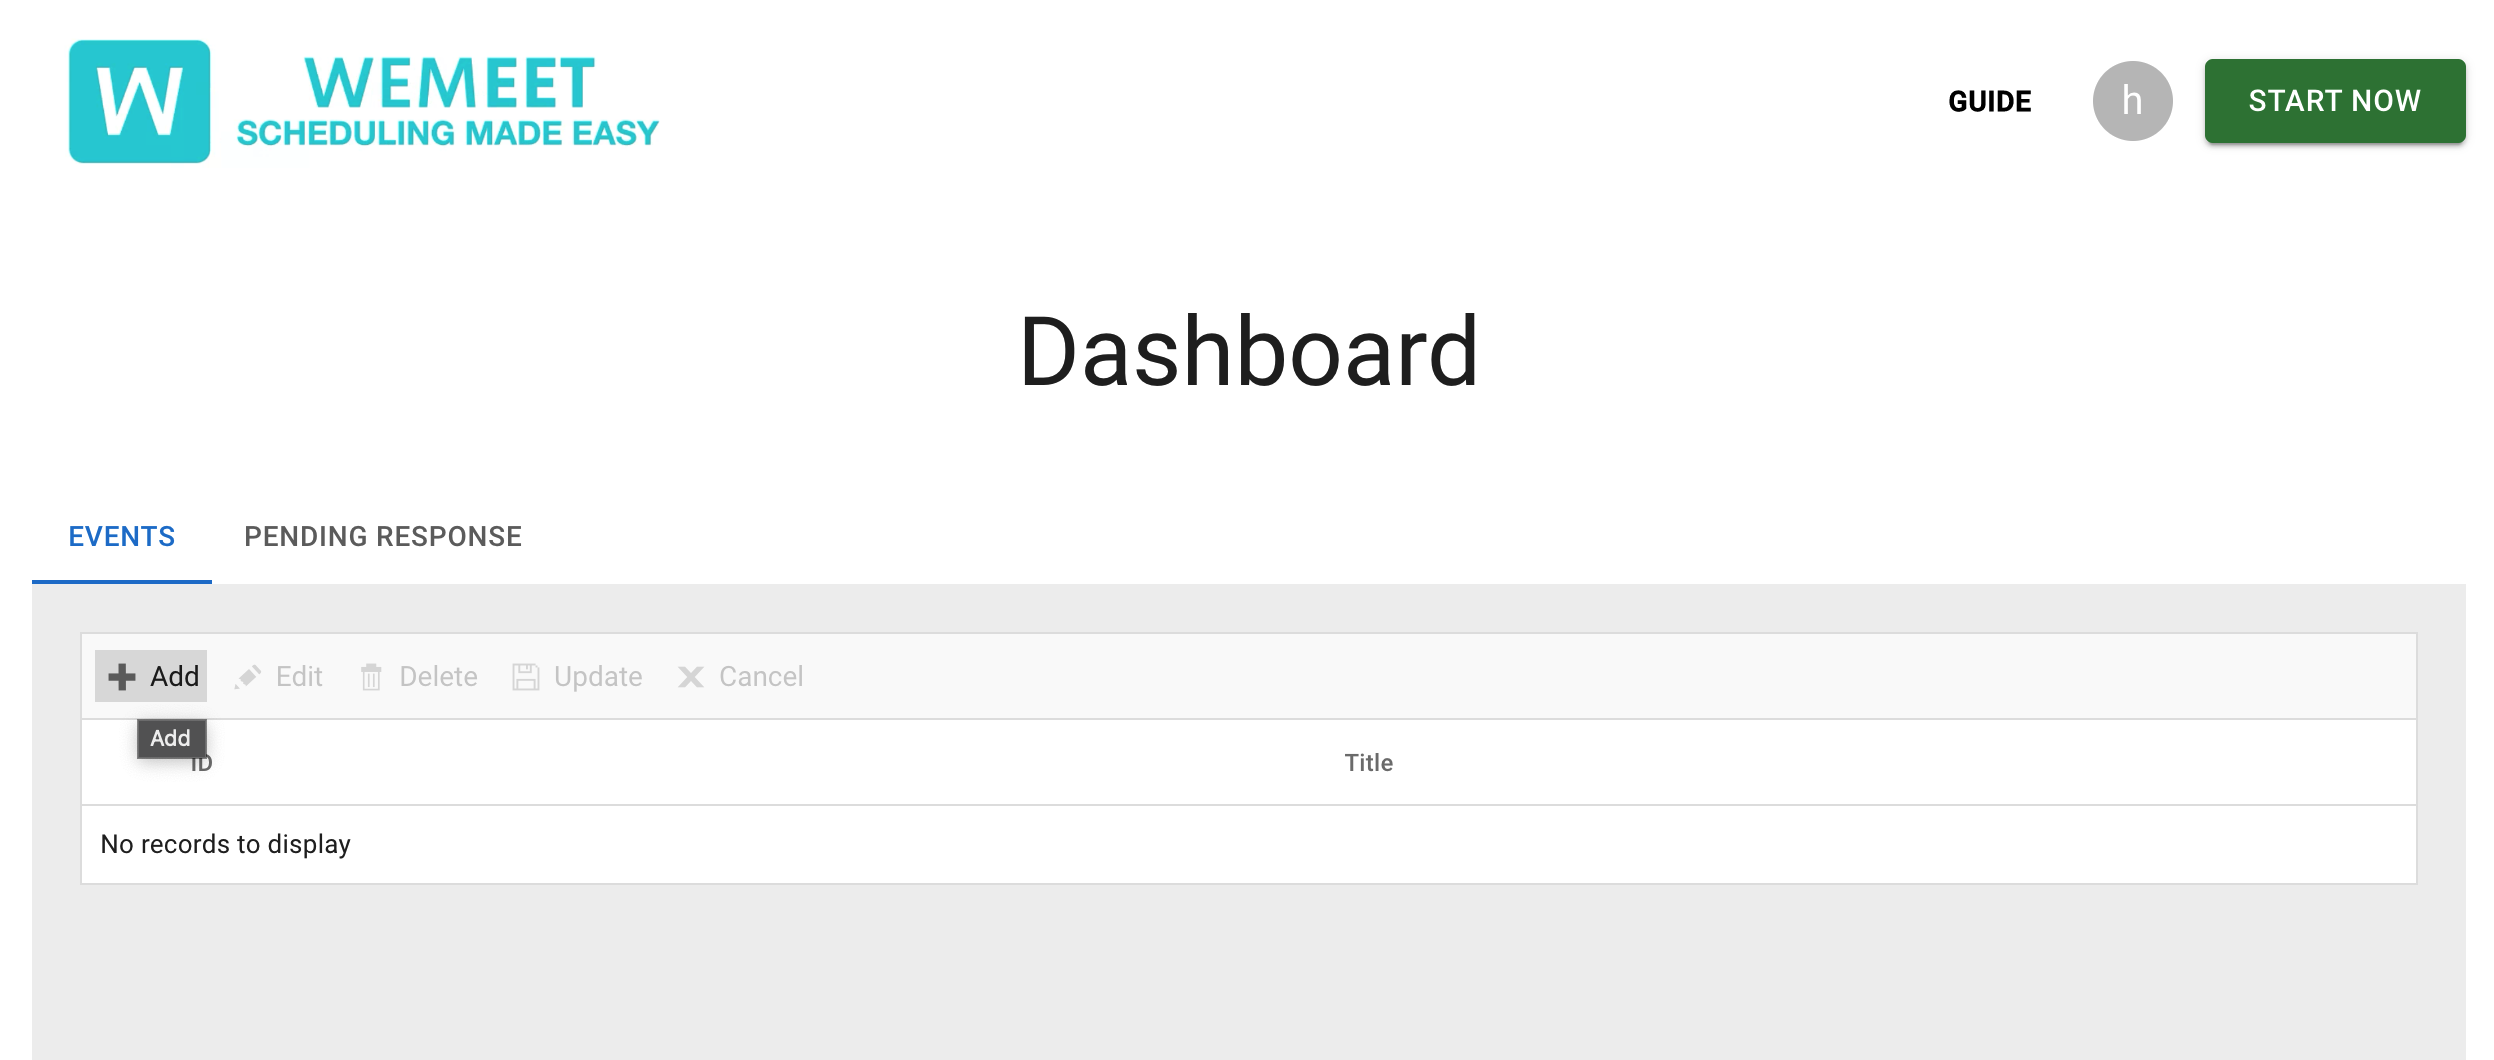 W
WEMEET
SCHEDULING MADE EASY
GUIDE
h
START NOW
Dashboard
EVENTS
PENDING RESPONSE
Add
Edit
Delete
Update
Cancel
Add
ID
Title
No records to display